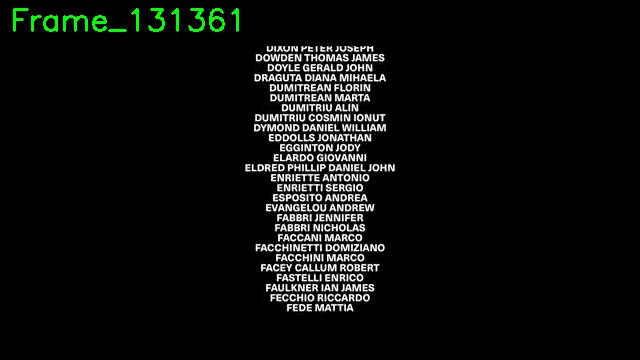 Frame_131361
DIXON PETER JOSEPH
DOWDEN THOMAS JAMES
DOYLE GERALD JOHN
DRAGUTA DIANA MIHAELA
DUMITREAN FLORIN
DUMITREAN MARTA
DUMITRIU ALIN
DUMITRIU COSMIN IONUT
DYMOND DANIEL WILLIAM
EDDOLLS JONATHAN
EGGINTON JODY
ELARDO GIOVANNI
ELDRED PHILLIP DANIEL JOHN
ENRIETTE ANTONIO
ENRIETTI SERGIO
ESPOSITO ANDREA
EVANGELOU ANDREW
FABBRI JENNIFER
FABBRI NICHOLAS
FACCANI MARCO
FACCHINETTI DOMIZIANO
FACCHINI MARCO
FACEY CALLUM ROBERT
FASTELLI ENRICO
FAULKNER IAN JAMES
FECCHIO RICCARDO
FEDE MATTIA